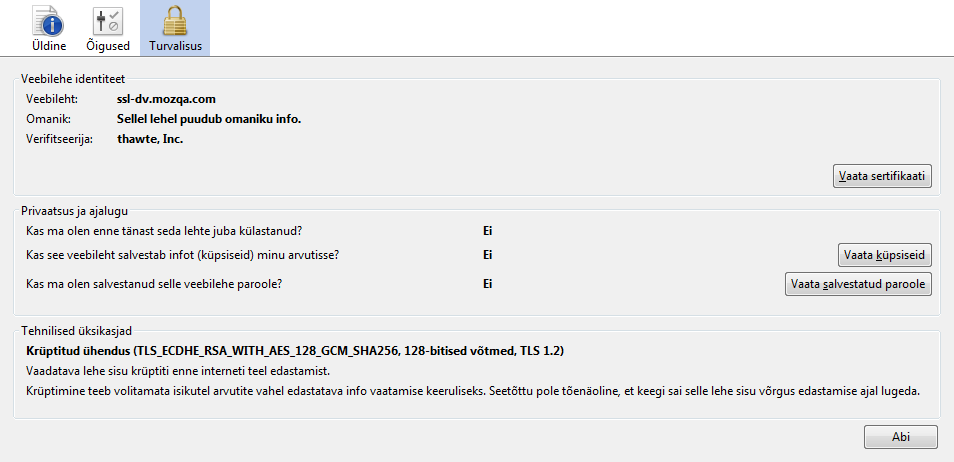 Üldine Õigused Turvalisus
Veebilehe identiteet
Veebileht: ssl-dv.mozqa.com
Omanik: Sellel lehel puudub omaniku info.
Verifitseerija: thawte, Inc.
Vaata sertifikaati
Privaatsus ja ajalugu
Kas ma olen enne tänast seda lehte juba külastanud? Ei
Kas see veebileht salvestab infot (küpsiseid) minu arvutisse? Ei Vaata küpsiseid
Kas ma olen salvestanud selle veebilehe paroole? Ei Vaata salvestatud paroole
Tehnilised üksikasjad
Krüptitud ühendus (TLS_ECDHE_RSA_WITH_AES_128_GCM_SHA256, 128-bitised võtmed, TLS 1.2)
Vaadatava lehe sisu krüptiti enne interneti teel edastamist.
Krüptimine teeb volitamata isikutel arvutite vahel edastatava info vaatamise keeruliseks. Seetõttu pole tõenäoline, et keegi sai selle lehe sisu võrgus edastamise ajal lugeda.
Abi